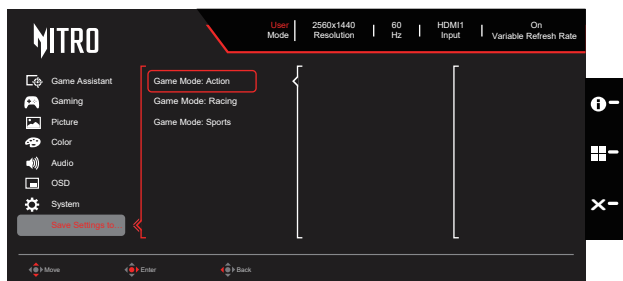 NITRO
User Mode
2560x1440 Resolution
60 Hz
HDMI1 Input
On Variable Refresh Rate
Game Assistant
Gaming
Picture
Color
Audio
OSD
System
Save Settings to...
Game Mode: Action
Game Mode: Racing
Game Mode: Sports
Move
Enter
Back